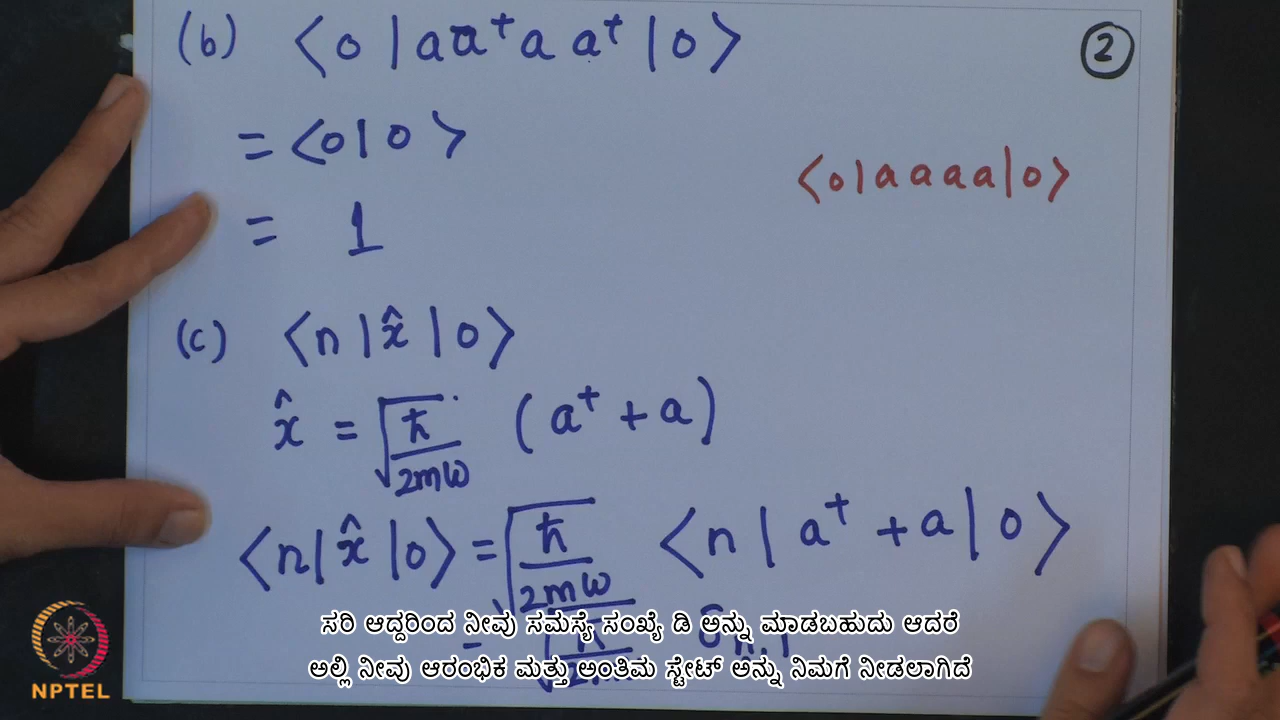 (b) ⟨0|aa†aa†|0⟩
②
= ⟨0|0⟩
⟨0|aaaa|0⟩
= 1
(c) ⟨n|x̂|0⟩
x̂ = √(ħ/2mω) (a† + a)
⟨n|x̂|0⟩ = √(ħ/2mω) ⟨n|a† + a|0⟩
ಸರಿ ಆದ್ದರಿಂದ ನೀವು ಸಮಸ್ಯೆ ಸಂಖ್ಯೆ ಡಿ ಅನ್ನು ಮಾಡಬಹುದು ಆದರೆ
ಅಲ್ಲಿ ನೀವು ಆರಂಭಿಕ ಮತ್ತು ಅಂತಿಮ ಸ್ಟೇಟ್ ಅನ್ನು ನಿಮಗೆ ನೀಡಲಾಗಿದೆ
NPTEL